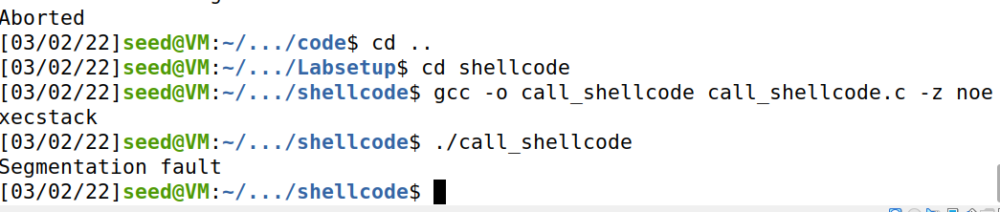 Aborted
[03/02/22]seed@VM:~/.../code$ cd ..
[03/02/22]seed@VM:~/.../Labsetup$ cd shellcode
[03/02/22]seed@VM:~/.../shellcode$ gcc -o call_shellcode call_shellcode.c -z noe
xecstack
[03/02/22]seed@VM:~/.../shellcode$ ./call_shellcode
Segmentation fault
[03/02/22]seed@VM:~/.../shellcode$